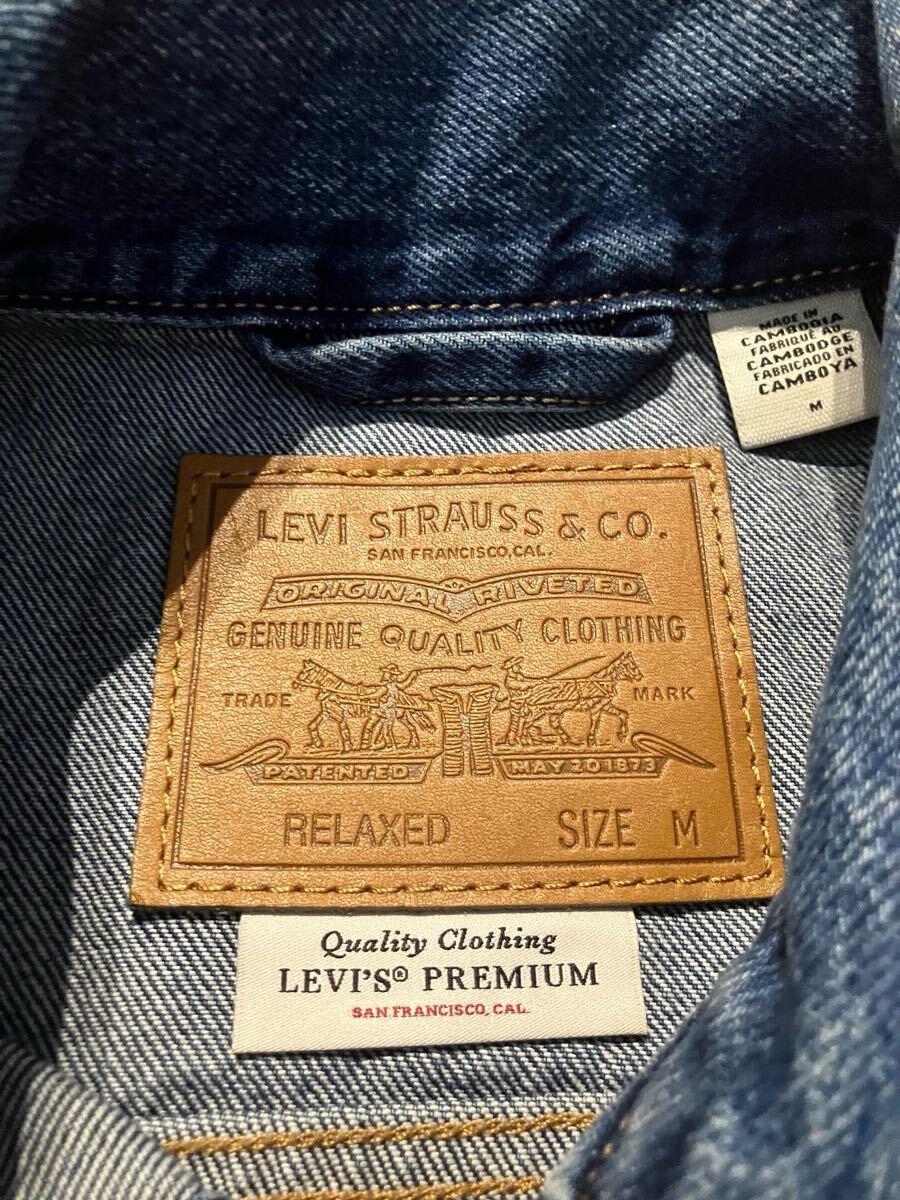 MADE IN
CAMBODIA
FABRIQUÉ AU
CAMBODGE
FABRICADO EN
CAMBOYA
M
LEVI STRAUSS & CO.
SAN FRANCISCO, CAL.
ORIGINAL RIVETED
GENUINE QUALITY CLOTHING
TRADE MARK
PATENTED MAY 20 1873
RELAXED SIZE M
Quality Clothing
LEVI'S® PREMIUM
SAN FRANCISCO, CAL.